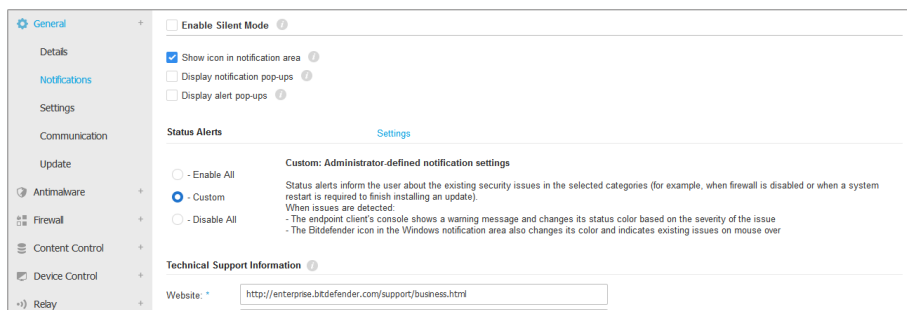 General +
Details
Notifications
Settings
Communication
Update
Antimalware +
Firewall +
Content Control +
Device Control +
Relay +
Enable Silent Mode
Show icon in notification area
Display notification pop-ups
Display alert pop-ups
Status Alerts Settings
- Enable All
- Custom
- Disable All
Custom: Administrator-defined notification settings
Status alerts inform the user about the existing security issues in the selected categories (for example, when firewall is disabled or when a system
restart is required to finish installing an update).
When issues are detected:
- The endpoint client's console shows a warning message and changes its status color based on the severity of the issue
- The Bitdefender icon in the Windows notification area also changes its color and indicates existing issues on mouse over
Technical Support Information
Website: * http://enterprise.bitdefender.com/support/business.html